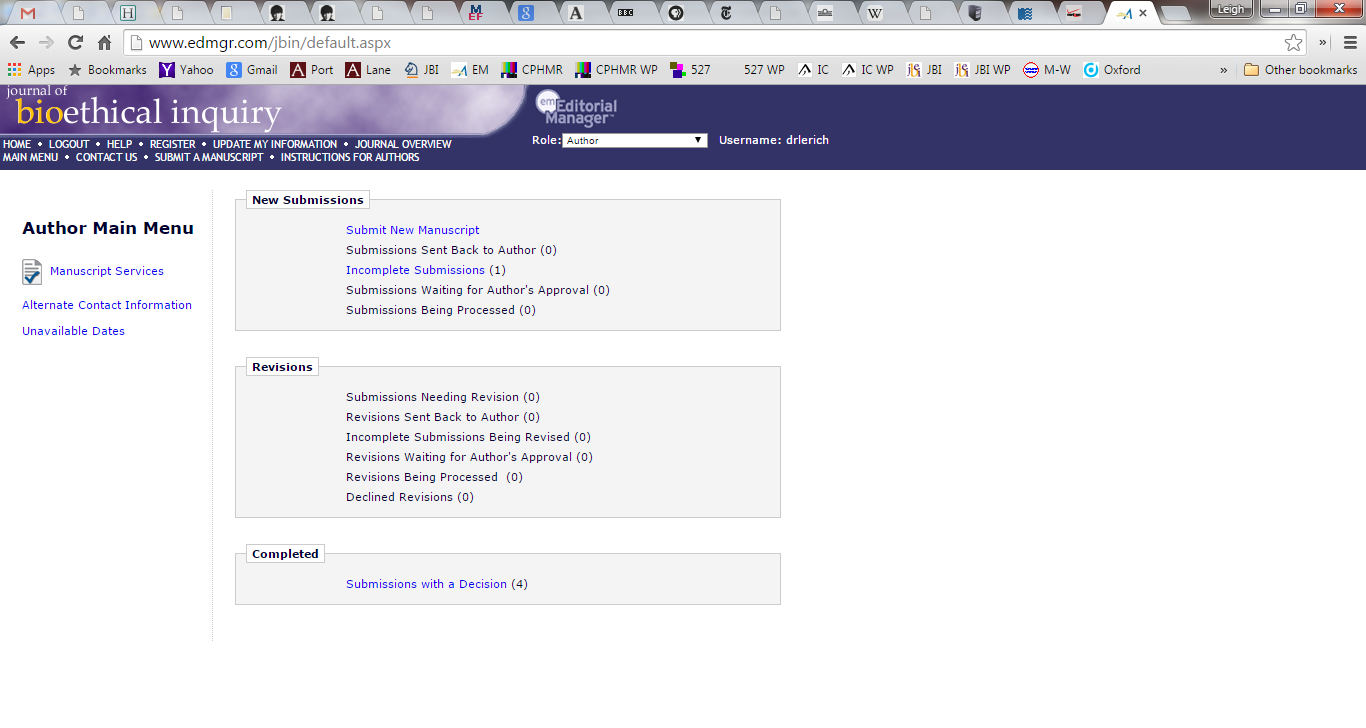 Leigh
www.edmgr.com/jbin/default.aspx
Apps Bookmarks Yahoo Gmail Port Lane JBI EM CPHMR CPHMR WP 527 527 WP IC IC WP JBI JBI WP M-W Oxford » Other bookmarks
journal of
bioethical inquiry
em Editorial
Manager™
Role: Author Username: drlerich
HOME • LOGOUT • HELP • REGISTER • UPDATE MY INFORMATION • JOURNAL OVERVIEW
MAIN MENU • CONTACT US • SUBMIT A MANUSCRIPT • INSTRUCTIONS FOR AUTHORS
Author Main Menu
Manuscript Services
Alternate Contact Information
Unavailable Dates
New Submissions
Submit New Manuscript
Submissions Sent Back to Author (0)
Incomplete Submissions (1)
Submissions Waiting for Author's Approval (0)
Submissions Being Processed (0)
Revisions
Submissions Needing Revision (0)
Revisions Sent Back to Author (0)
Incomplete Submissions Being Revised (0)
Revisions Waiting for Author's Approval (0)
Revisions Being Processed (0)
Declined Revisions (0)
Completed
Submissions with a Decision (4)